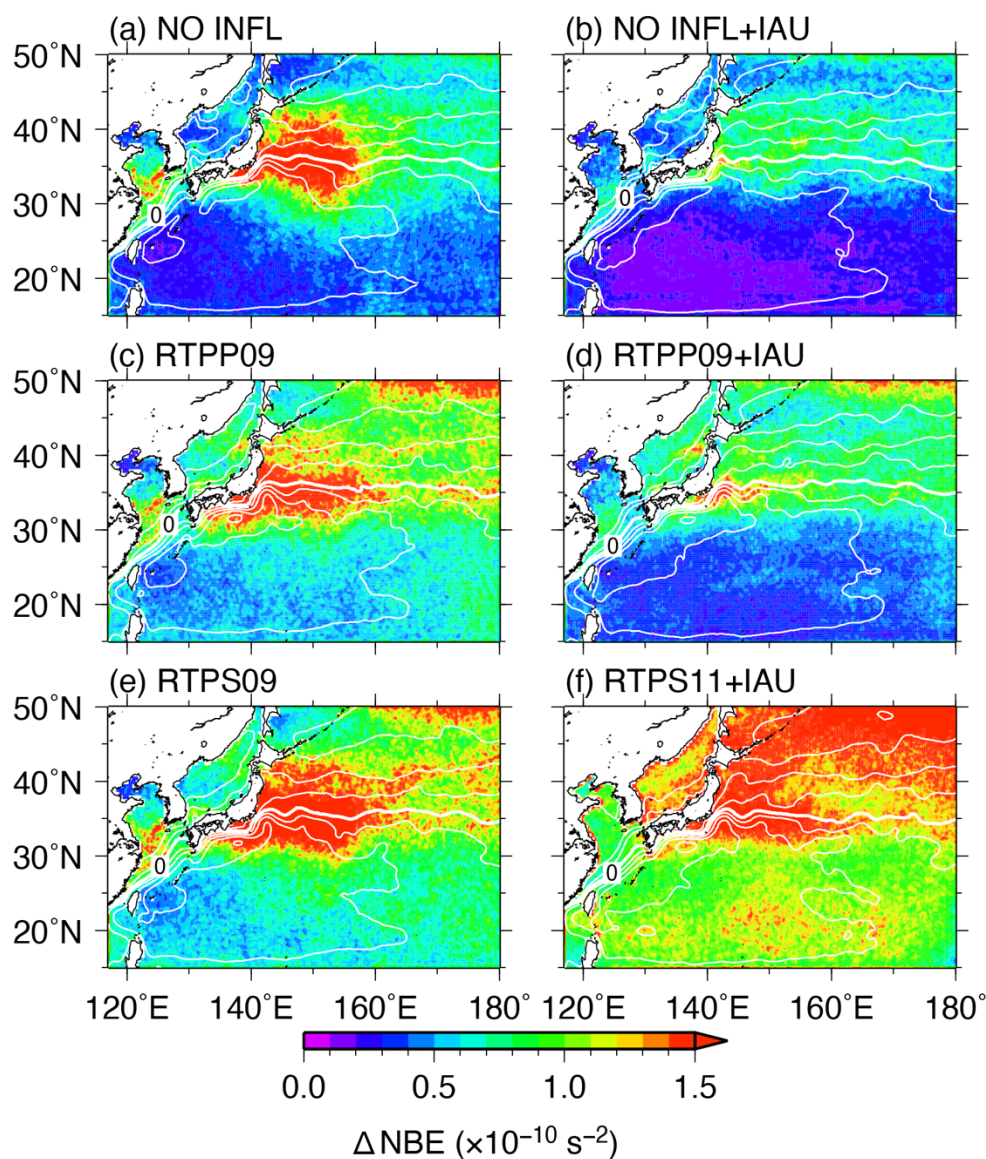 (a) NO INFL
(b) NO INFL+IAU
50˚N
40˚N
30˚N
20˚N
0
0
(c) RTPP09
(d) RTPP09+IAU
50˚N
40˚N
30˚N
20˚N
0
0
(e) RTPS09
(f) RTPS11+IAU
50˚N
40˚N
30˚N
20˚N
0
0
120˚E 140˚E 160˚E 180˚
120˚E 140˚E 160˚E 180˚
0.0 0.5 1.0 1.5
Δ NBE (×10⁻¹⁰ s⁻²)